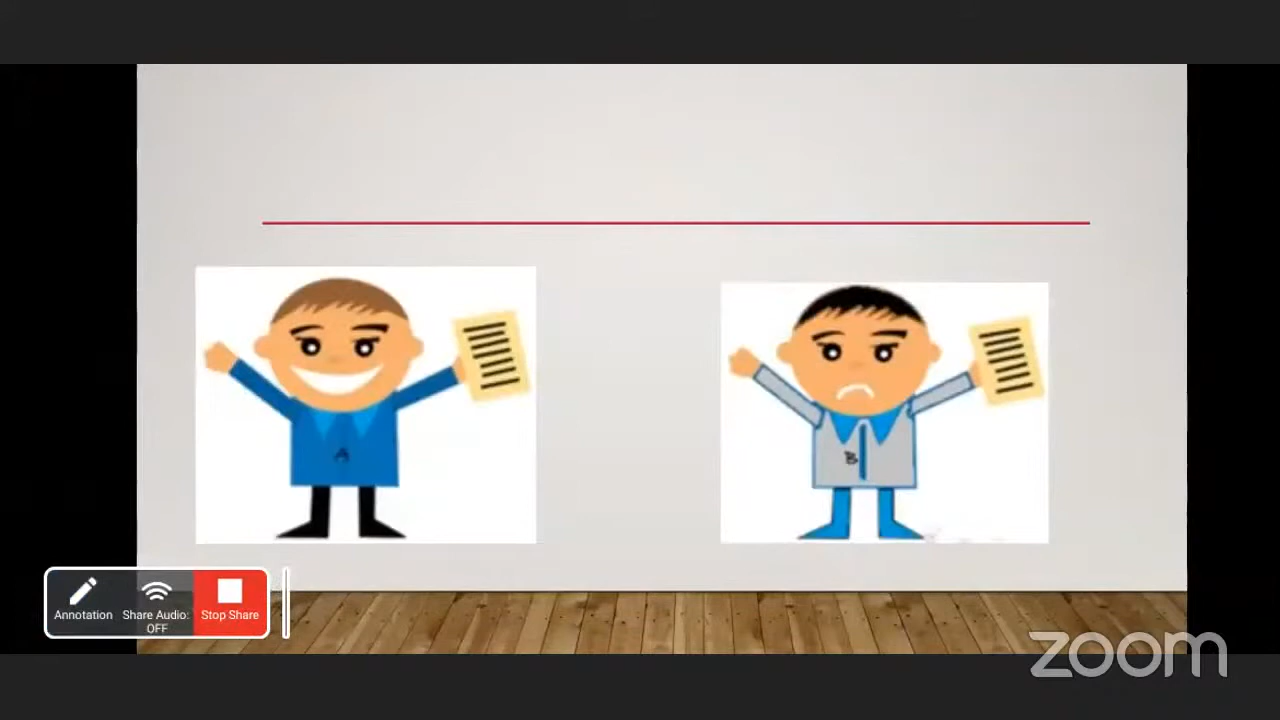 A
B
Annotation
Share Audio:
OFF
Stop Share
zoom